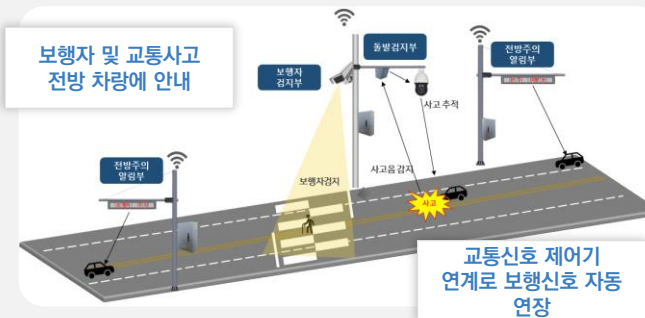 보행자 및 교통사고
전방 차량에 안내
보행자
검지부
돌발검지부
전방주의
알림부
사고 추적
전방주의
알림부
보행자검지
사고음 감지
사고
교통신호 제어기
연계로 보행신호 자동
연장